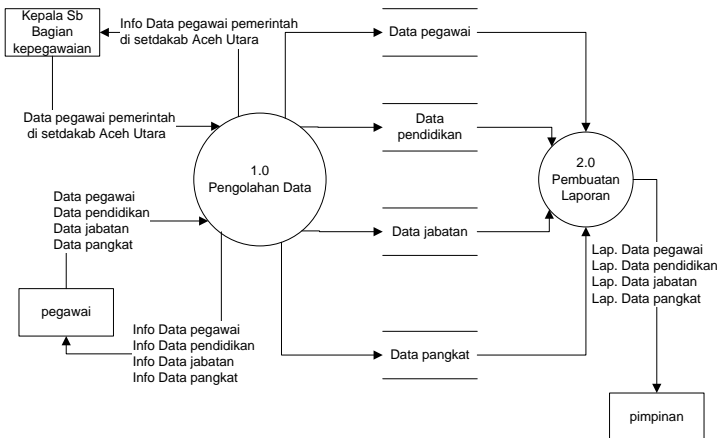 Kepala Sb
Bagian
kepegawaian
Info Data pegawai pemerintah
di setdakab Aceh Utara
Data pegawai pemerintah
di setdakab Aceh Utara
Data pegawai
Data pendidikan
Data jabatan
Data pangkat
pegawai
Info Data pegawai
Info Data pendidikan
Info Data jabatan
Info Data pangkat
1.0
Pengolahan Data
Data pegawai
Data
pendidikan
Data jabatan
Data pangkat
2.0
Pembuatan
Laporan
Lap. Data pegawai
Lap. Data pendidikan
Lap. Data jabatan
Lap. Data pangkat
pimpinan